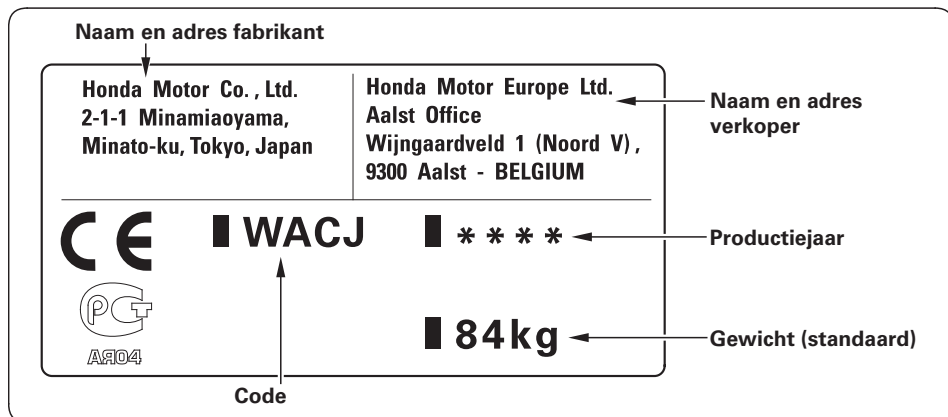 Naam en adres fabrikant
Honda Motor Co., Ltd.
2-1-1 Minamiaoyama,
Minato-ku, Tokyo, Japan
Honda Motor Europe Ltd.
Aalst Office
Wijngaardveld 1 (Noord V),
9300 Aalst - BELGIUM
Naam en adres
verkoper
CE
WACJ
****
Productiejaar
РСТ
АЯ04
84kg
Gewicht (standaard)
Code